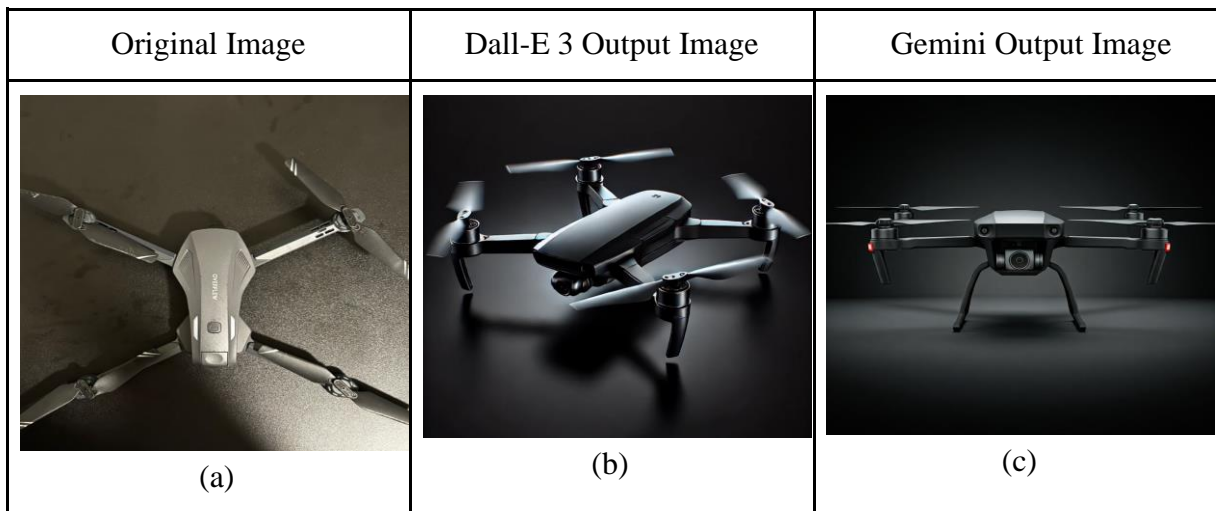 Original Image
Dall-E 3 Output Image
Gemini Output Image
(a)
(b)
(c)